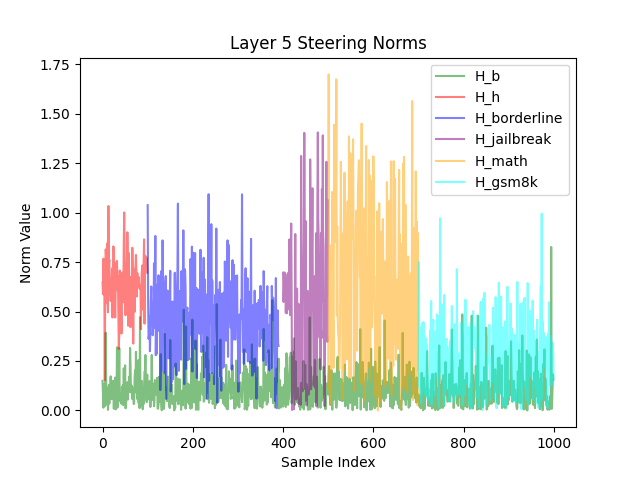 Layer 5 Steering Norms
1.75
1.50
1.25
1.00
0.75
0.50
0.25
0.00
Norm Value
H_b
H_h
H_borderline
H_jailbreak
H_math
H_gsm8k
0
200
400
600
800
1000
Sample Index